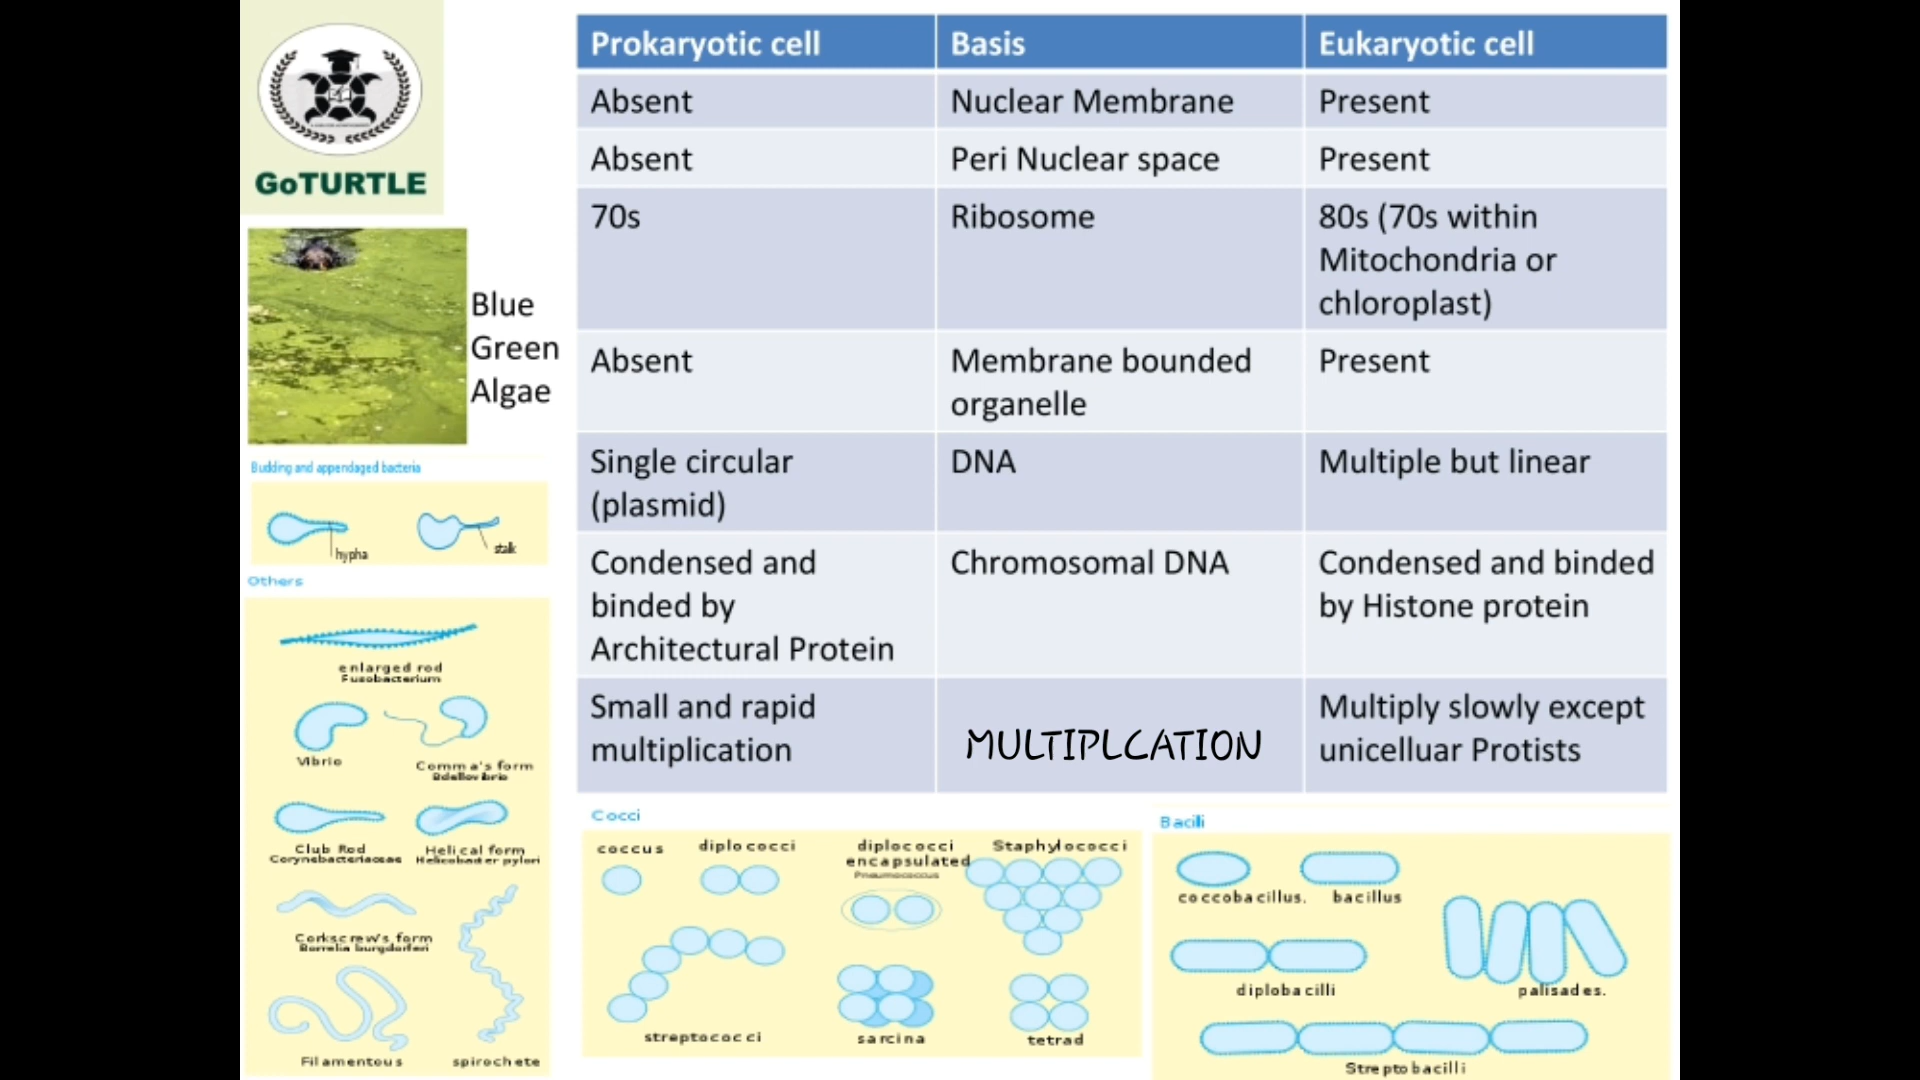 GoTURTLE
Blue
Green
Algae
Budding and appendaged bacteria
hypha
stalk
Others
enlarged rod
Fusobacterium
Vibrio
Comma's form
Bdellovibrio
Club Rod
Corynebacteriaceae
Helical form
Helicobacter pylori
Corkscrew's form
Borrelia burgdorferi
Filamentous
spirochete
Prokaryotic cell
Basis
Eukaryotic cell
Absent
Nuclear Membrane
Present
Absent
Peri Nuclear space
Present
70s
Ribosome
80s (70s within
Mitochondria or
chloroplast)
Absent
Membrane bounded
organelle
Present
Single circular
(plasmid)
DNA
Multiple but linear
Condensed and
binded by
Architectural Protein
Chromosomal DNA
Condensed and binded
by Histone protein
Small and rapid
multiplication
MULTIPLCATION
Multiply slowly except
unicelluar Protists
Cocci
coccus
diplococci
diplococci
encapsulated
Pneumococcus
Staphylococci
streptococci
sarcina
tetrad
Bacili
coccobacillus.
bacillus
diplobacilli
palisades.
Streptobacilli